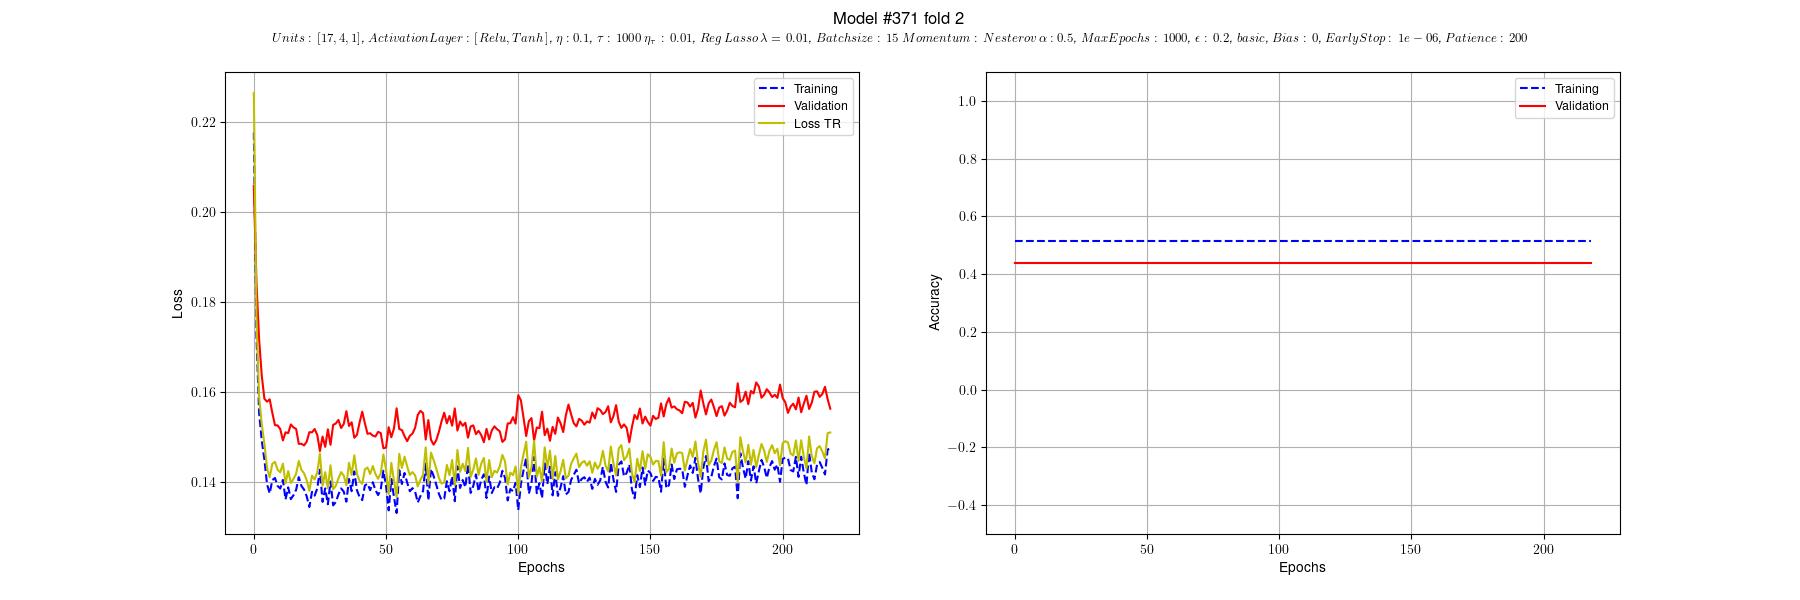 Model #371 fold 2
Units : [17, 4, 1], ActivationLayer : [Relu, Tanh], η : 0.1, τ : 1000 η_τ : 0.01, Reg Lasso λ = 0.01, Batchsize : 15 Momentum : Nesterov α : 0.5, MaxEpochs : 1000, ϵ : 0.2, basic, Bias : 0, EarlyStop : 1e − 06, Patience : 200
Loss
0.22
0.20
0.18
0.16
0.14
Training
Validation
Loss TR
0
50
100
150
200
Epochs
Accuracy
1.0
0.8
0.6
0.4
0.2
0.0
−0.2
−0.4
Training
Validation
0
50
100
150
200
Epochs